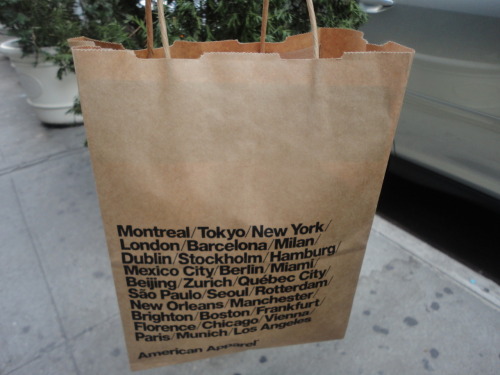 Montreal/Tokyo/New York/
London/Barcelona/Milan/
Dublin/Stockholm/Hamburg/
Mexico City/Berlin/Miami/
Beijing/Zurich/Québec City/
São Paulo/Seoul/Rotterdam/
New Orleans/Manchester/
Brighton/Boston/Frankfurt/
Florence/Chicago/Vienna/
Paris/Munich/Los Angeles
American Apparel